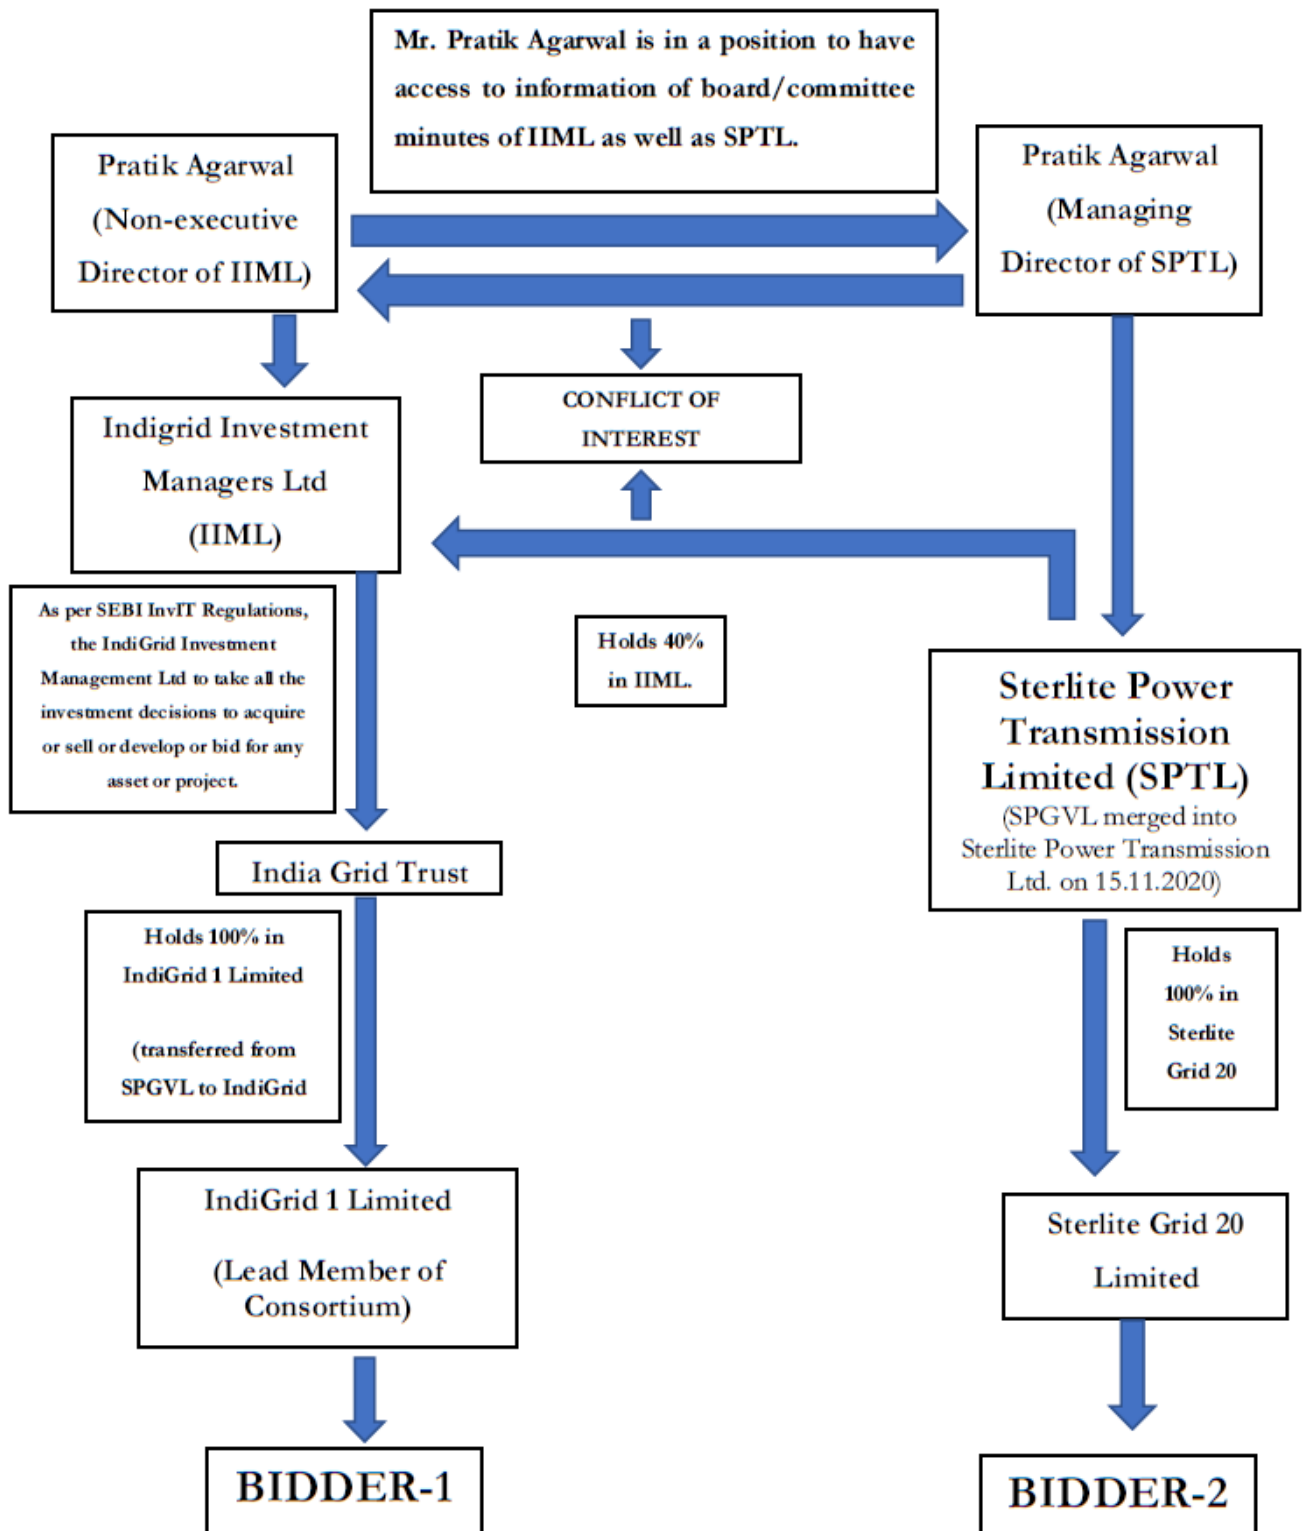 Mr. Pratik Agarwal is in a position to have
access to information of board/committee
minutes of IIML as well as SPTL.
Pratik Agarwal
(Non-executive
Director of IIML)
Pratik Agarwal
(Managing
Director of SPTL)
CONFLICT OF
INTEREST
Indigrid Investment
Managers Ltd
(IIML)
As per SEBI InvIT Regulations,
the IndiGrid Investment
Management Ltd to take all the
investment decisions to acquire
or sell or develop or bid for any
asset or project.
Holds 40%
in IIML.
Sterlite Power
Transmission
Limited (SPTL)
(SPGVL merged into
Sterlite Power Transmission
Ltd. on 15.11.2020)
India Grid Trust
Holds 100% in
IndiGrid 1 Limited
(transferred from
SPGVL to IndiGrid
Holds
100% in
Sterlite
Grid 20
IndiGrid 1 Limited
(Lead Member of
Consortium)
Sterlite Grid 20
Limited
BIDDER-1
BIDDER-2